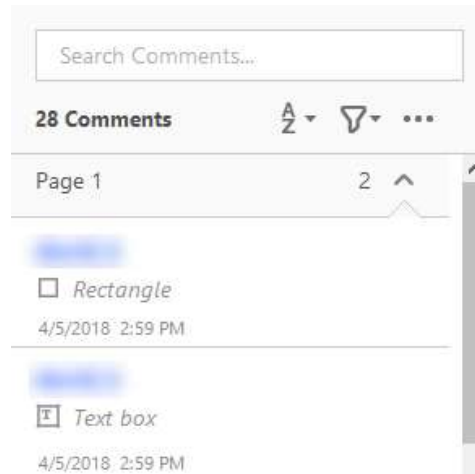 Search Comments...
28 Comments
A
Z
Page 1 2
Rectangle
4/5/2018 2:59 PM
T Text box
4/5/2018 2:59 PM